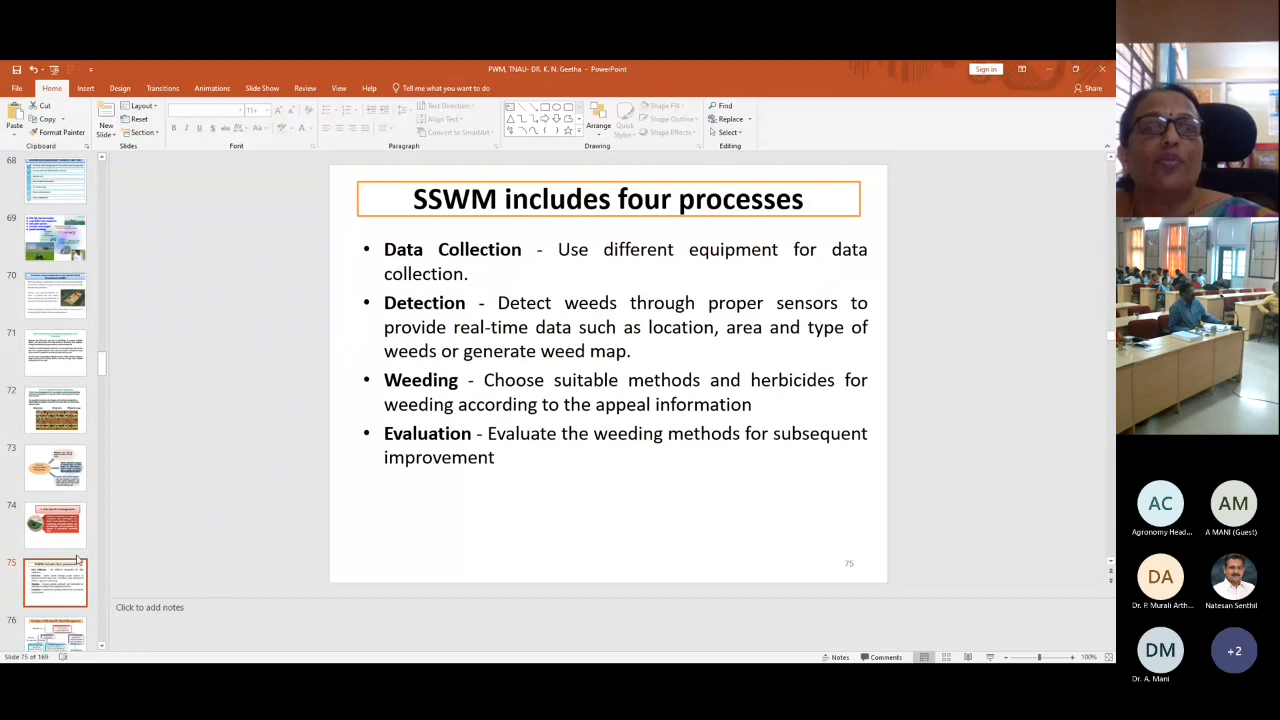 PWM, TNAU- DR. K. N. Geetha - PowerPoint
Sign in
File Home Insert Design Transitions Animations Slide Show Review View Help Tell me what you want to do Share
Paste
Cut
Copy
Format Painter
Clipboard
New
Slide
Layout
Reset
Section
Slides
11
Font
Text Direction
Align Text
Convert to SmartArt
Paragraph
Arrange
Quick
Styles
Shape Fill
Shape Outline
Shape Effects
Drawing
Find
Replace
Select
Editing
68
69
70
71
72
73
74
75
76
SSWM includes four processes
• Data Collection - Use different equipment for data
collection.
• Detection - Detect weeds through proper sensors to
provide real-time data such as location, area and type of
weeds or generate weed map.
• Weeding - Choose suitable methods and herbicides for
weeding according to the appeal information.
• Evaluation - Evaluate the weeding methods for subsequent
improvement
75
Click to add notes
Slide 75 of 169
Notes
Comments
100%
AC
Agronomy Head...
AM
A MANI (Guest)
DA
Dr. P. Murali Arth...
Natesan Senthil
DM
Dr. A. Mani
+2